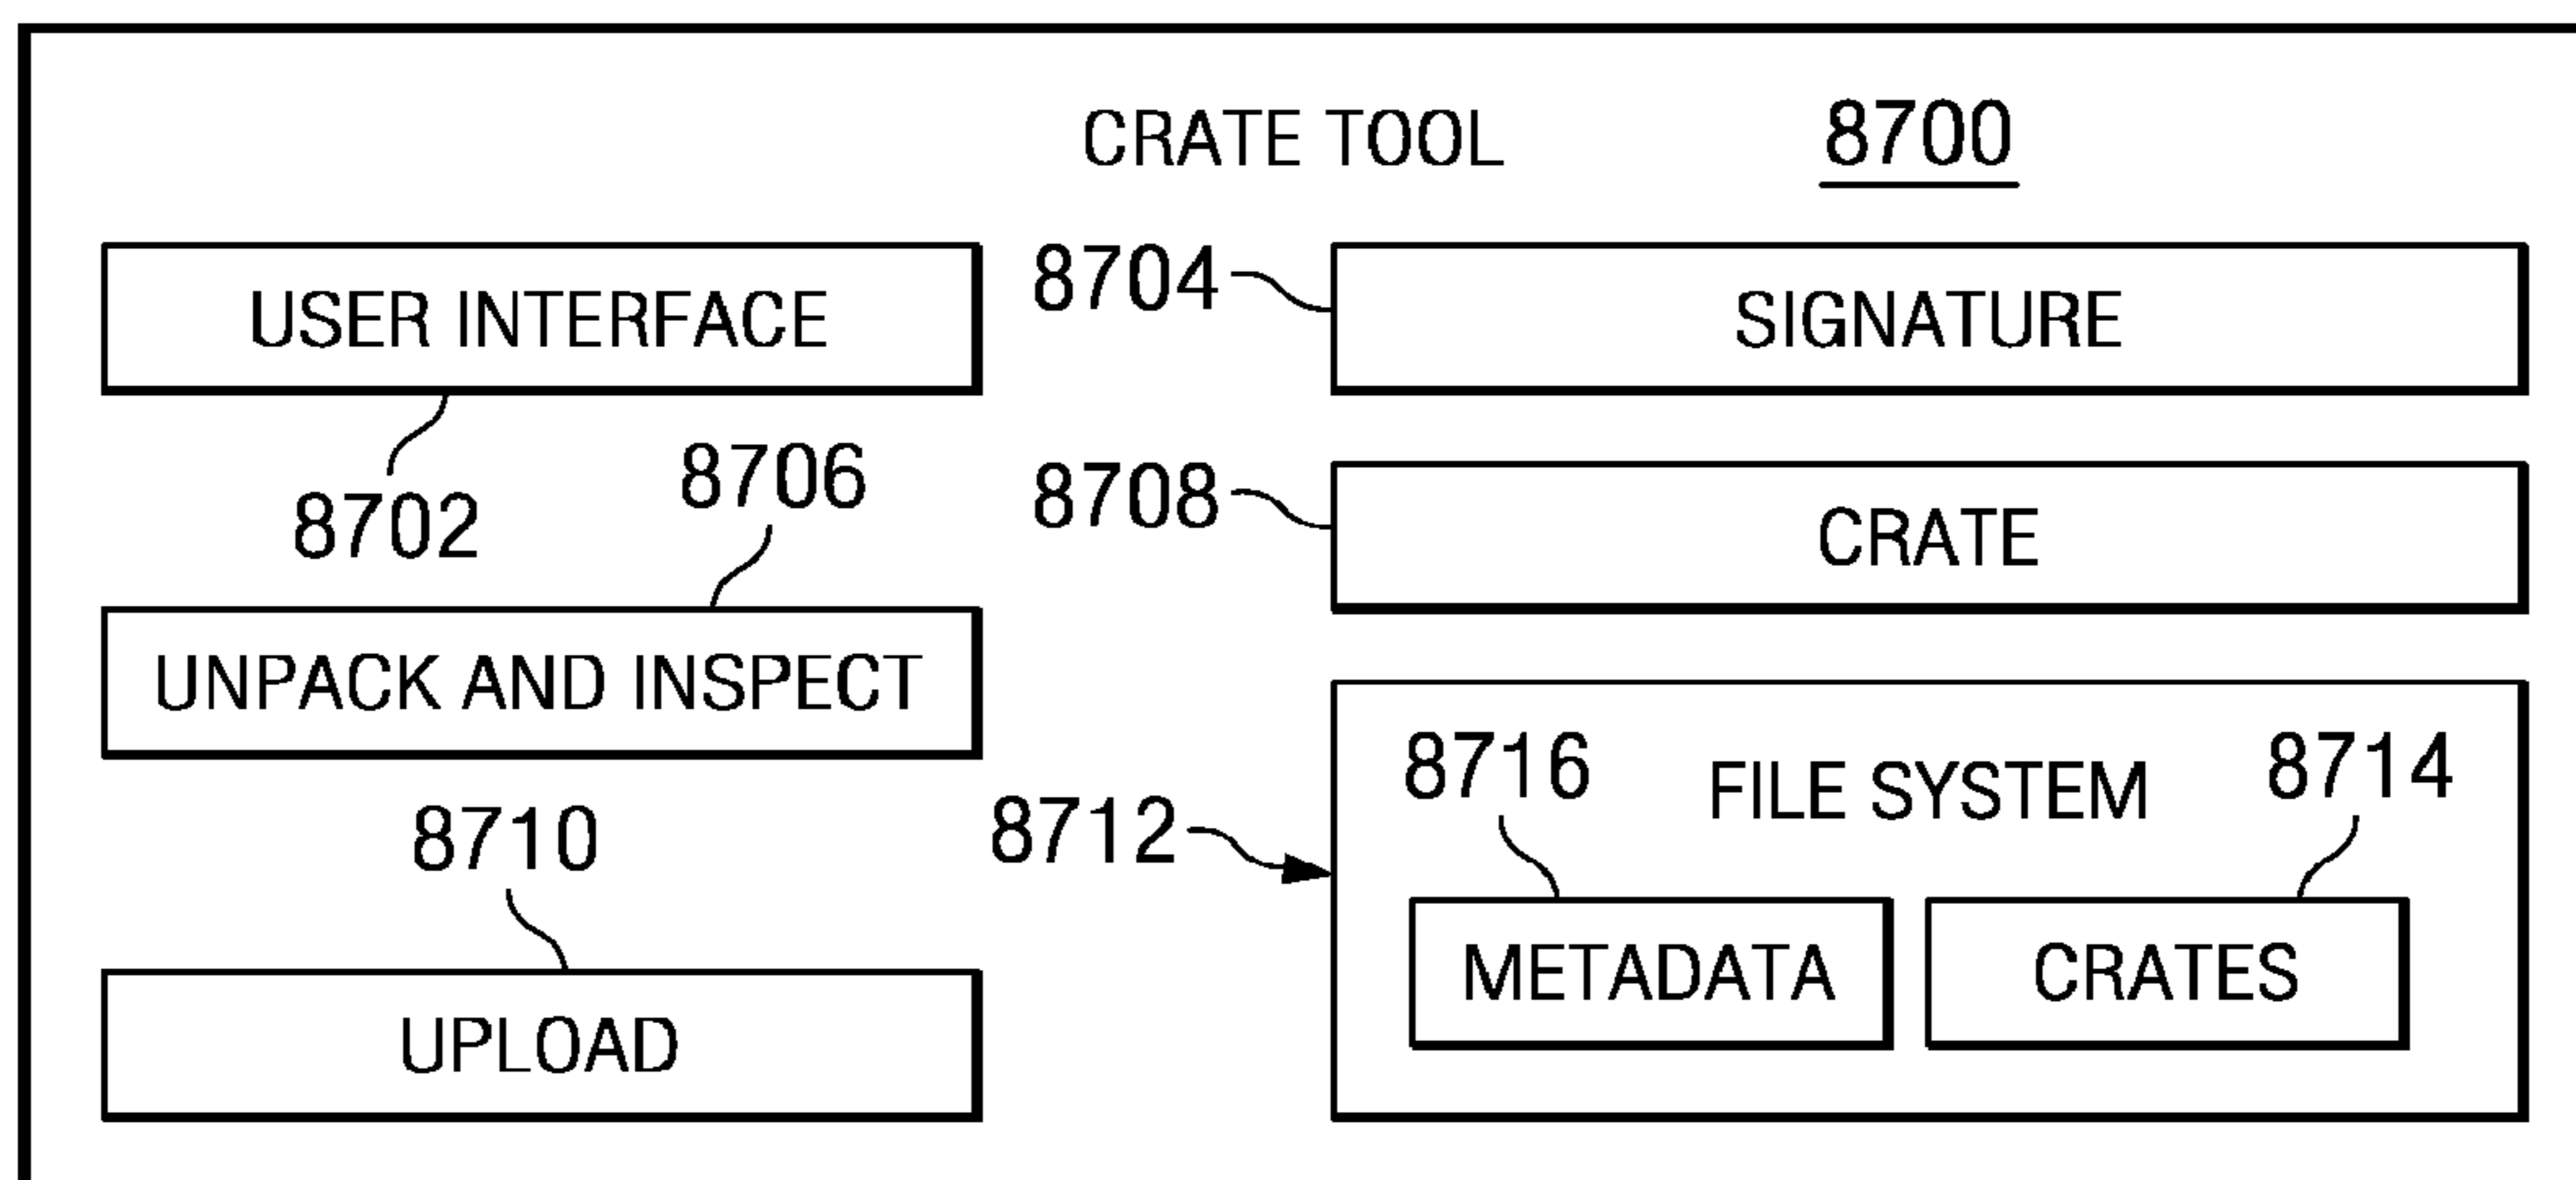 CRATE TOOL 8700
USER INTERFACE
8702
8704
SIGNATURE
8706
UNPACK AND INSPECT
8708
CRATE
8710
UPLOAD
8712
FILE SYSTEM
8716
METADATA
8714
CRATES